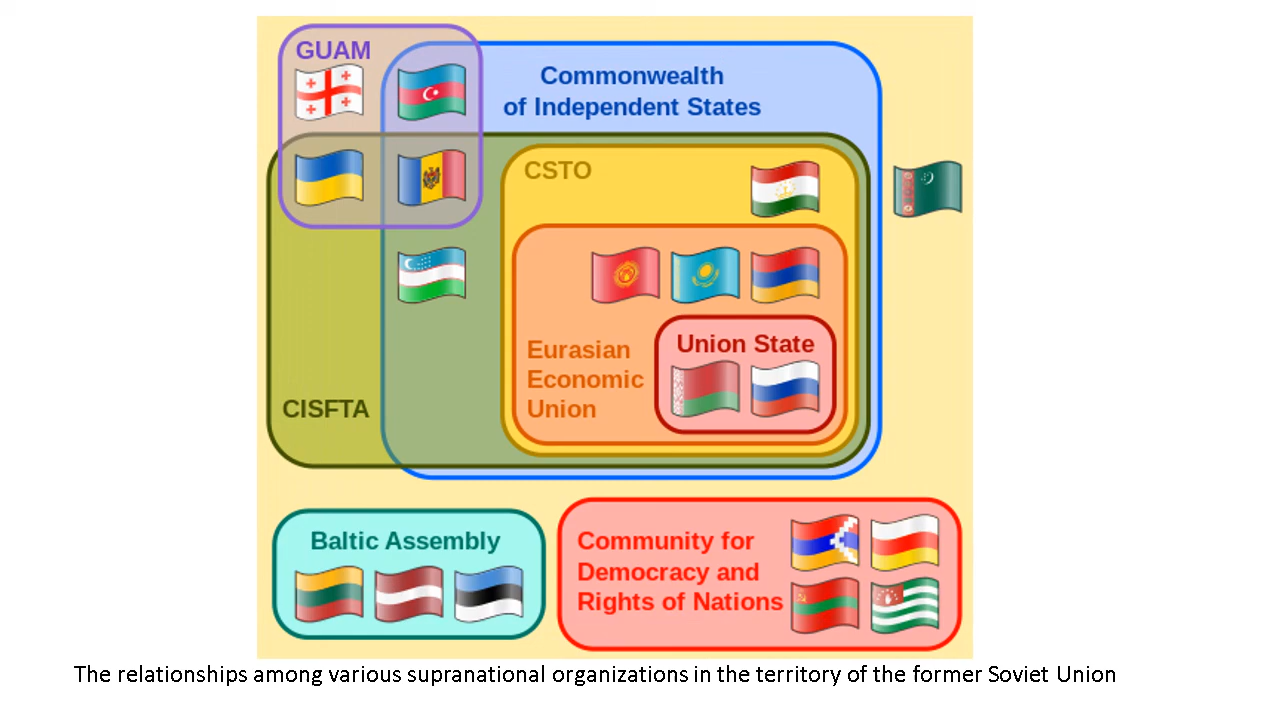 GUAM
Commonwealth
of Independent States
CSTO
Eurasian
Economic
Union
Union State
CISFTA
Baltic Assembly
Community for
Democracy and
Rights of Nations
The relationships among various supranational organizations in the territory of the former Soviet Union